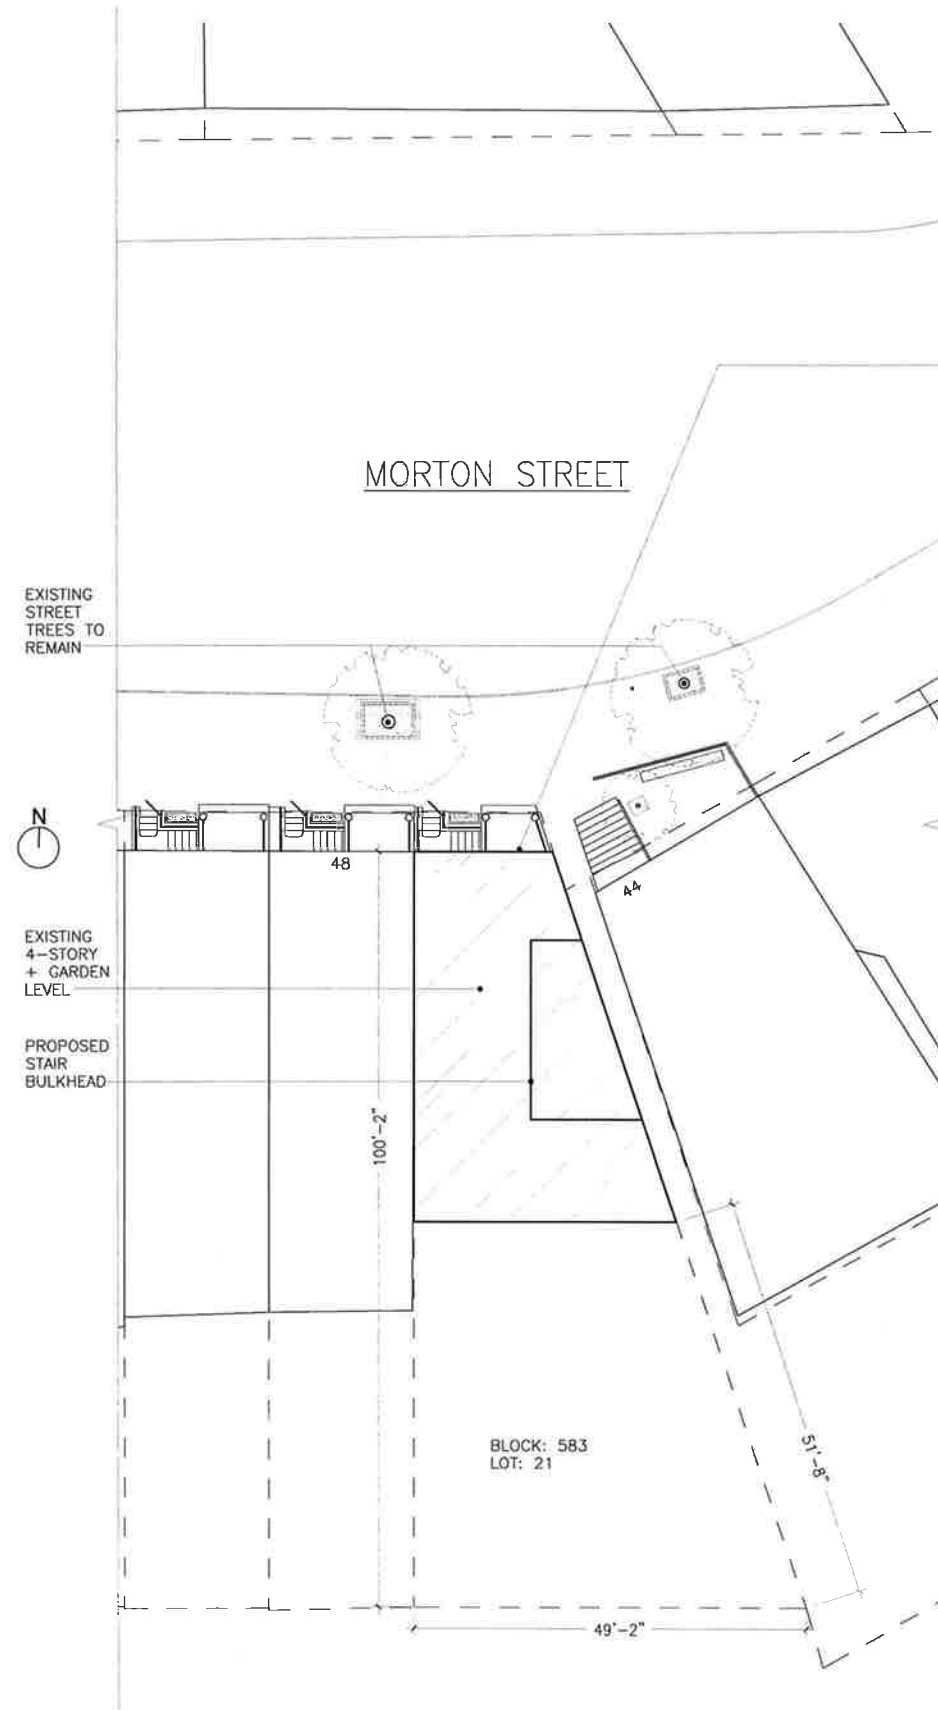 MORTON STREET
EXISTING
STREET
TREES TO
REMAIN
N
48
44
EXISTING
4-STORY
+ GARDEN
LEVEL
PROPOSED
STAIR
BULKHEAD
100'-2"
BLOCK: 583
LOT: 21
51'-8"
49'-2"